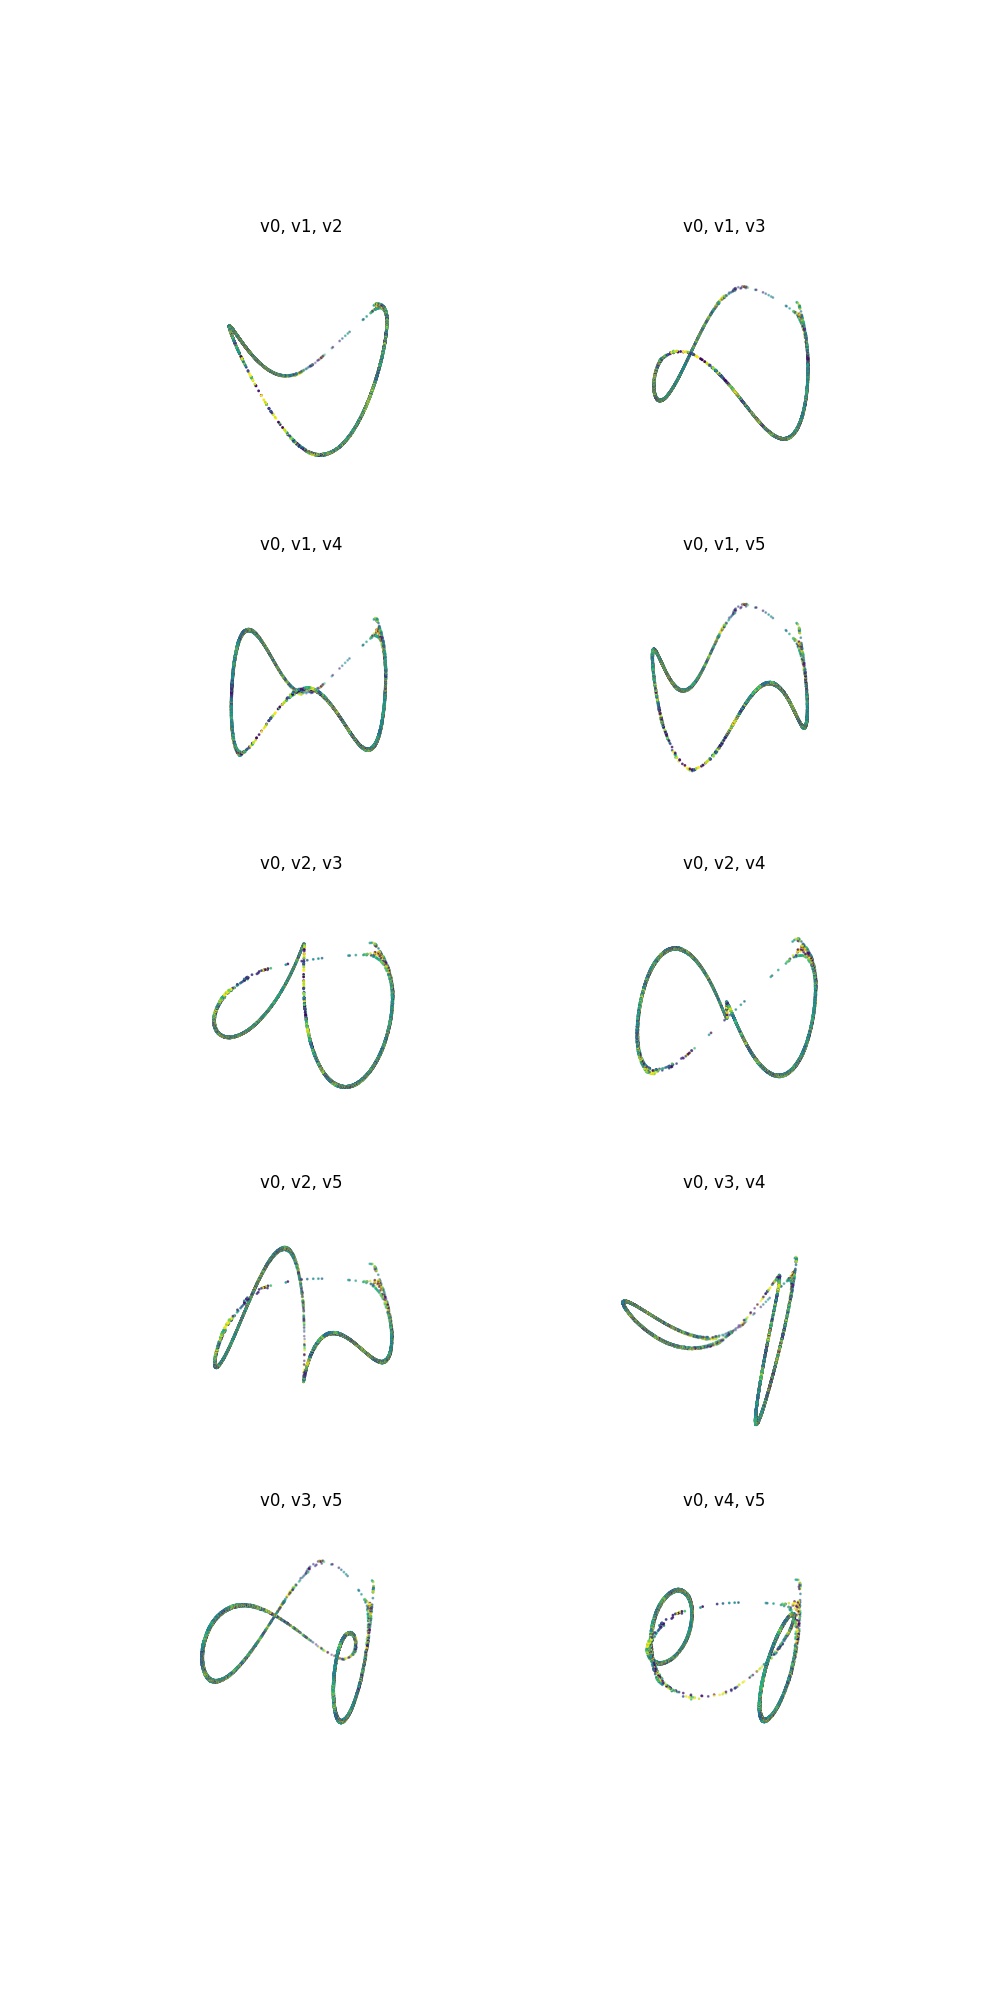 v0, v1, v2
v0, v1, v3
v0, v1, v4
v0, v1, v5
v0, v2, v3
v0, v2, v4
v0, v2, v5
v0, v3, v4
v0, v3, v5
v0, v4, v5